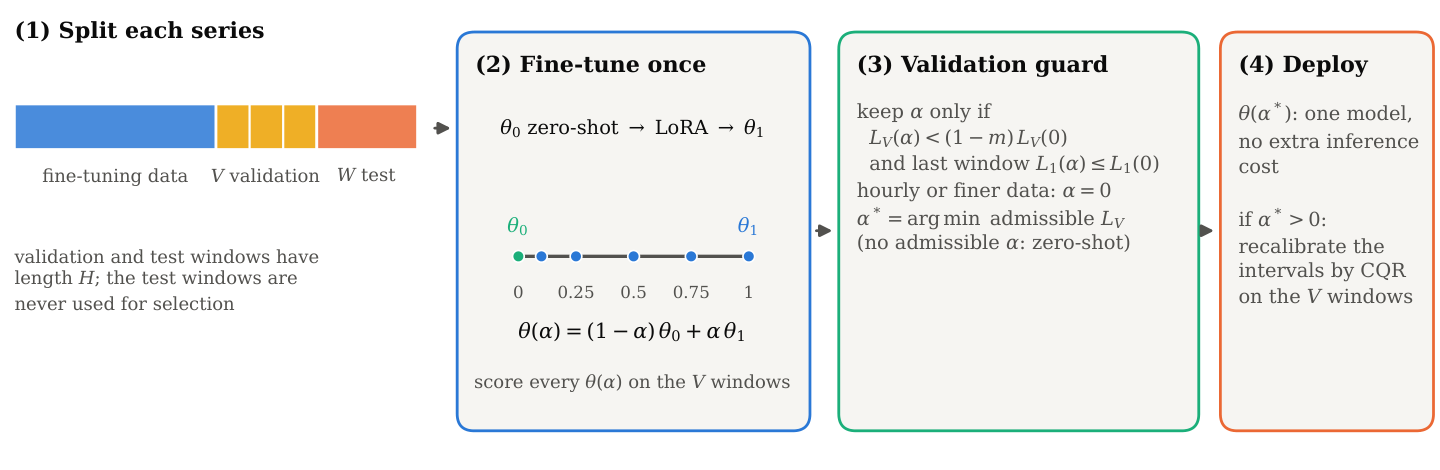 (1) Split each series
fine-tuning data V validation W test
validation and test windows have
length H; the test windows are
never used for selection
(2) Fine-tune once
θ₀ zero-shot → LoRA → θ₁
θ₀ θ₁
0 0.25 0.5 0.75 1
θ(α) = (1 − α) θ₀ + α θ₁
score every θ(α) on the V windows
(3) Validation guard
keep α only if
L_V(α) < (1 − m) L_V(0)
and last window L₁(α) ≤ L₁(0)
hourly or finer data: α = 0
α* = arg min admissible L_V
(no admissible α: zero-shot)
(4) Deploy
θ(α*): one model,
no extra inference
cost
if α* > 0:
recalibrate the
intervals by CQR
on the V windows